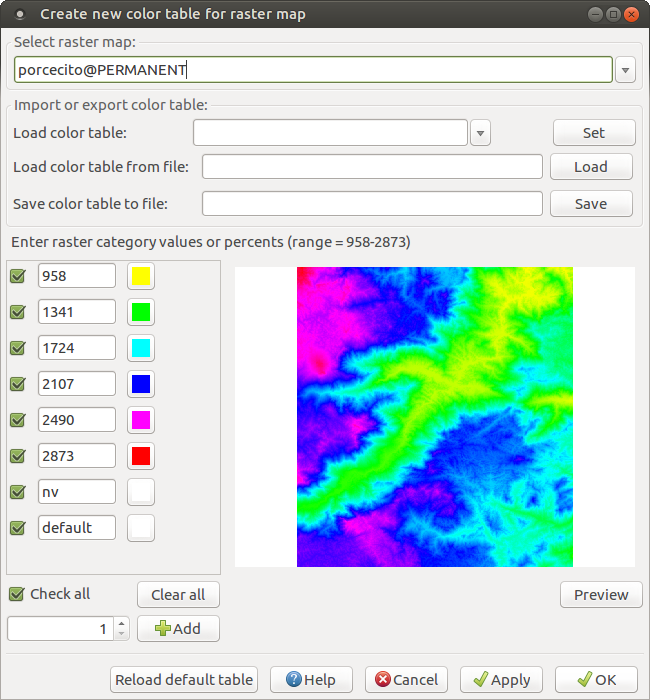 Create new color table for raster map
Select raster map:
porcecito@PERMANENT
Import or export color table:
Load color table: Set
Load color table from file: Load
Save color table to file: Save
Enter raster category values or percents (range = 958-2873)
958
1341
1724
2107
2490
2873
nv
default
Check all Clear all Preview
1 Add
Reload default table Help Cancel Apply OK